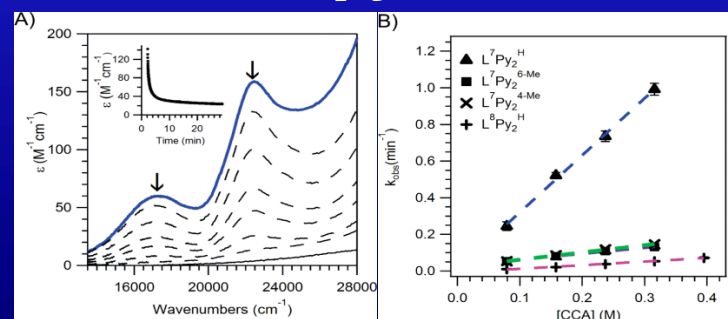 A)
200
150
100
50
0
ε (M⁻¹cm⁻¹)
16000 20000 24000 28000
Wavenumbers (cm⁻¹)
ε (M⁻¹cm⁻¹)
140
120
80
40
0 5 10 15 20 25
Time (min)
B)
1.2
1.0
0.8
0.6
0.4
0.2
0.0
k_obs(min⁻¹)
L⁷Py₂ᴴ
L⁷Py₂⁶⁻ᴹᵉ
L⁷Py₂⁴⁻ᴹᵉ
L⁸Py₂ᴴ
0.0 0.1 0.2 0.3 0.4
[CCA] (M)